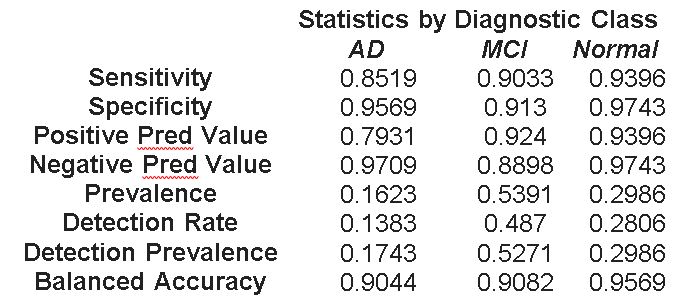 Statistics by Diagnostic Class
AD MCI Normal
Sensitivity 0.8519 0.9033 0.9396
Specificity 0.9569 0.913 0.9743
Positive Pred Value 0.7931 0.924 0.9396
Negative Pred Value 0.9709 0.8898 0.9743
Prevalence 0.1623 0.5391 0.2986
Detection Rate 0.1383 0.487 0.2806
Detection Prevalence 0.1743 0.5271 0.2986
Balanced Accuracy 0.9044 0.9082 0.9569